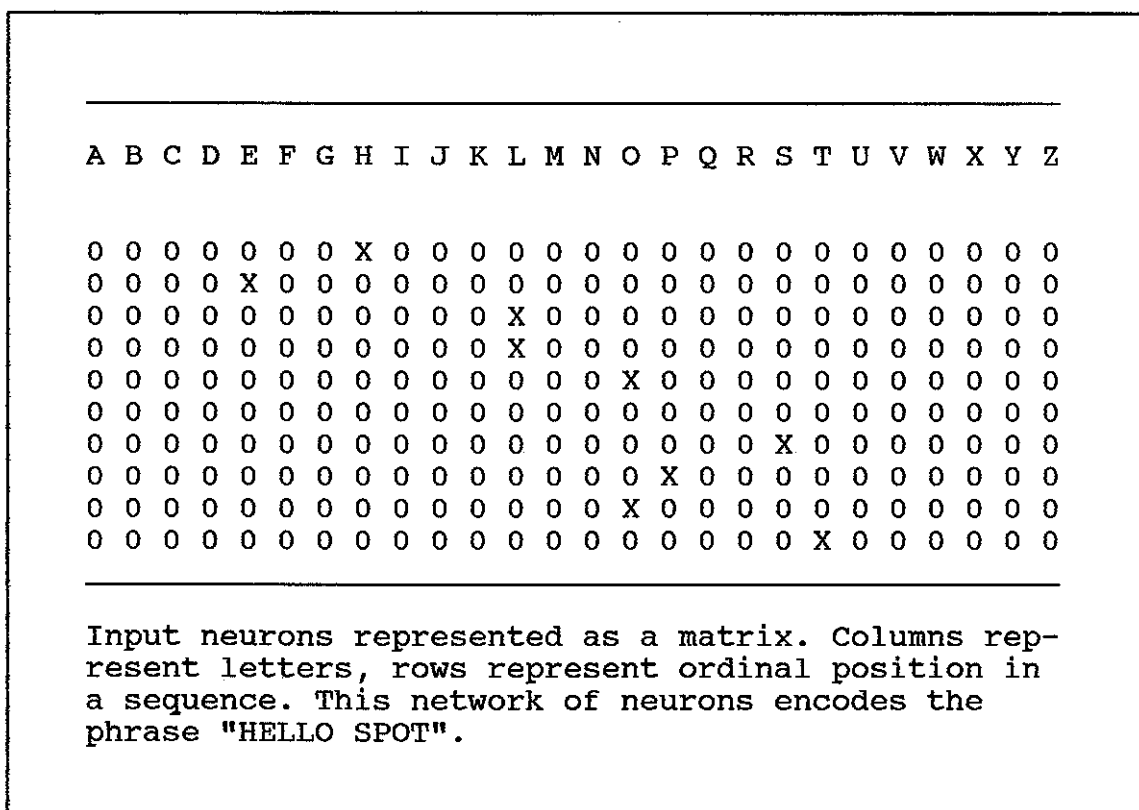 A B C D E F G H I J K L M N O P Q R S T U V W X Y Z
0 0 0 0 0 0 0 X 0 0 0 0 0 0 0 0 0 0 0 0 0 0 0 0 0 0
0 0 0 0 X 0 0 0 0 0 0 0 0 0 0 0 0 0 0 0 0 0 0 0 0 0
0 0 0 0 0 0 0 0 0 0 0 X 0 0 0 0 0 0 0 0 0 0 0 0 0 0
0 0 0 0 0 0 0 0 0 0 0 X 0 0 0 0 0 0 0 0 0 0 0 0 0 0
0 0 0 0 0 0 0 0 0 0 0 0 0 0 X 0 0 0 0 0 0 0 0 0 0 0
0 0 0 0 0 0 0 0 0 0 0 0 0 0 0 0 0 0 0 0 0 0 0 0 0 0
0 0 0 0 0 0 0 0 0 0 0 0 0 0 0 0 0 0 X 0 0 0 0 0 0 0
0 0 0 0 0 0 0 0 0 0 0 0 0 0 0 X 0 0 0 0 0 0 0 0 0 0
0 0 0 0 0 0 0 0 0 0 0 0 0 0 X 0 0 0 0 0 0 0 0 0 0 0
0 0 0 0 0 0 0 0 0 0 0 0 0 0 0 0 0 0 0 X 0 0 0 0 0 0
Input neurons represented as a matrix. Columns rep-
resent letters, rows represent ordinal position in
a sequence. This network of neurons encodes the
phrase "HELLO SPOT".